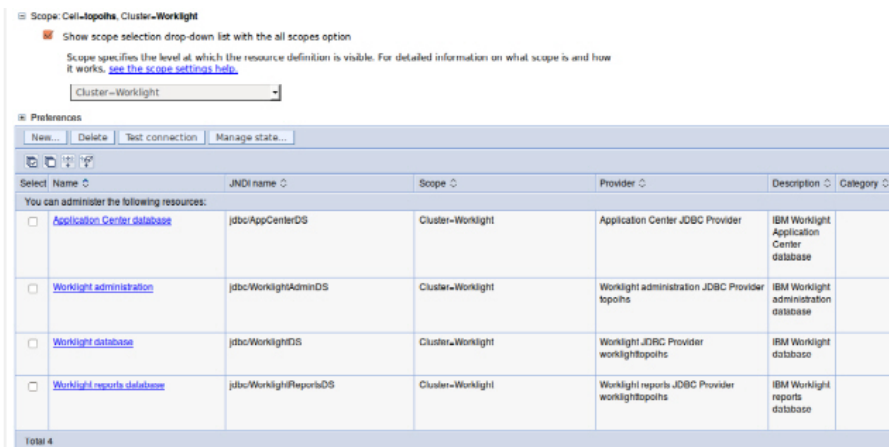 Scope: Cell=topoihs, Cluster=Worklight
Show scope selection drop-down list with the all scopes option
Scope specifies the level at which the resource definition is visible. For detailed information on what scope is and how
it works, see the scope settings help.
Cluster=Worklight
Preferences
New... Delete Test connection Manage state...
Select Name JNDI name Scope Provider Description Category
You can administer the following resources:
Application Center database jdbc/AppCenterDS Cluster=Worklight Application Center JDBC Provider IBM Worklight
Application
Center
database
Worklight administration jdbc/WorklightAdminDS Cluster=Worklight Worklight administration JDBC Provider IBM Worklight
topoihs administration
database
Worklight database jdbc/WorklightDS Cluster=Worklight Worklight JDBC Provider IBM Worklight
worklighttopoihs database
Worklight reports database jdbc/WorklightReportsDS Cluster=Worklight Worklight reports JDBC Provider IBM Worklight
worklighttopoihs reports
database
Total 4